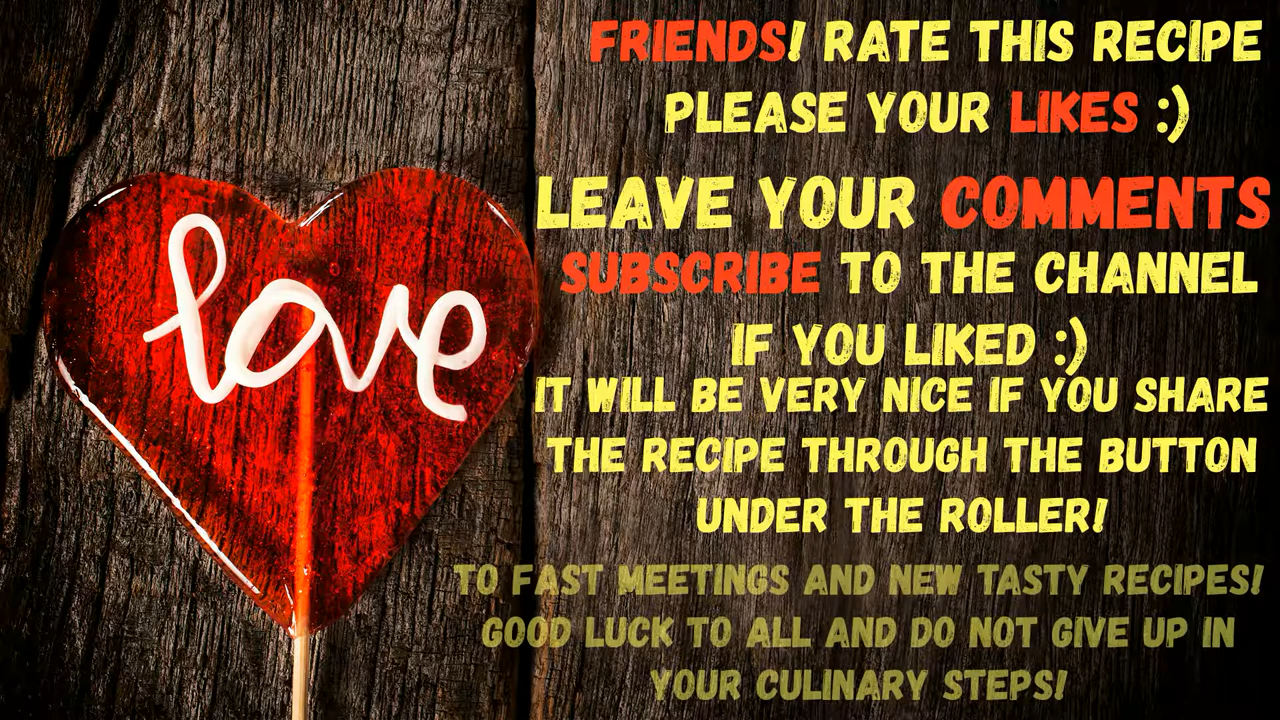 FRIENDS! RATE THIS RECIPE
PLEASE YOUR LIKES :)
LEAVE YOUR COMMENTS
SUBSCRIBE TO THE CHANNEL
IF YOU LIKED :)
IT WILL BE VERY NICE IF YOU SHARE
THE RECIPE THROUGH THE BUTTON
UNDER THE ROLLER!
TO FAST MEETINGS AND NEW TASTY RECIPES!
GOOD LUCK TO ALL AND DO NOT GIVE UP IN
YOUR CULINARY STEPS!
love